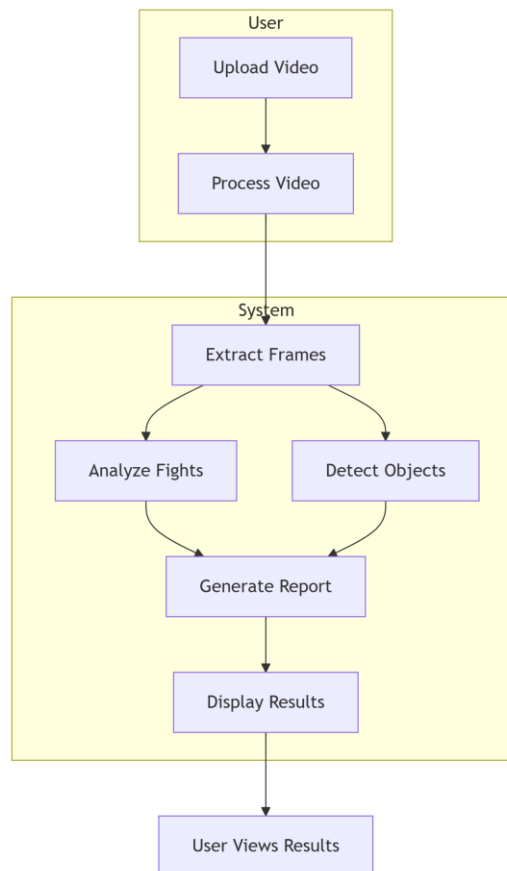 User
Upload Video
Process Video
System
Extract Frames
Analyze Fights
Detect Objects
Generate Report
Display Results
User Views Results